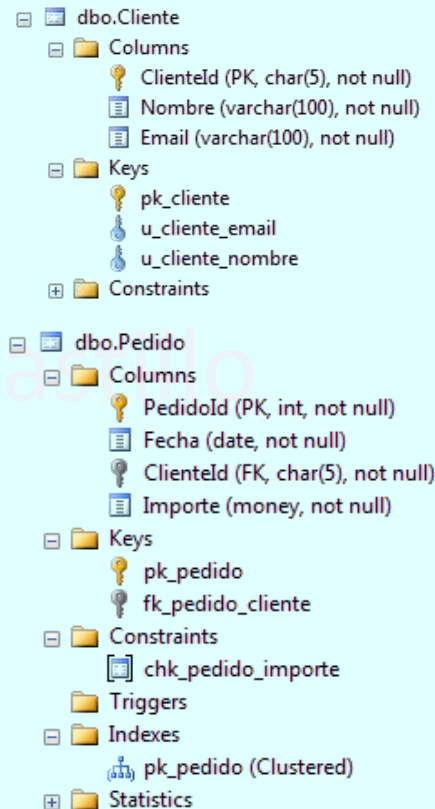 dbo.Cliente
Columns
ClienteId (PK, char(5), not null)
Nombre (varchar(100), not null)
Email (varchar(100), not null)
Keys
pk_cliente
u_cliente_email
u_cliente_nombre
Constraints
dbo.Pedido
Columns
PedidoId (PK, int, not null)
Fecha (date, not null)
ClienteId (FK, char(5), not null)
Importe (money, not null)
Keys
pk_pedido
fk_pedido_cliente
Constraints
chk_pedido_importe
Triggers
Indexes
pk_pedido (Clustered)
Statistics